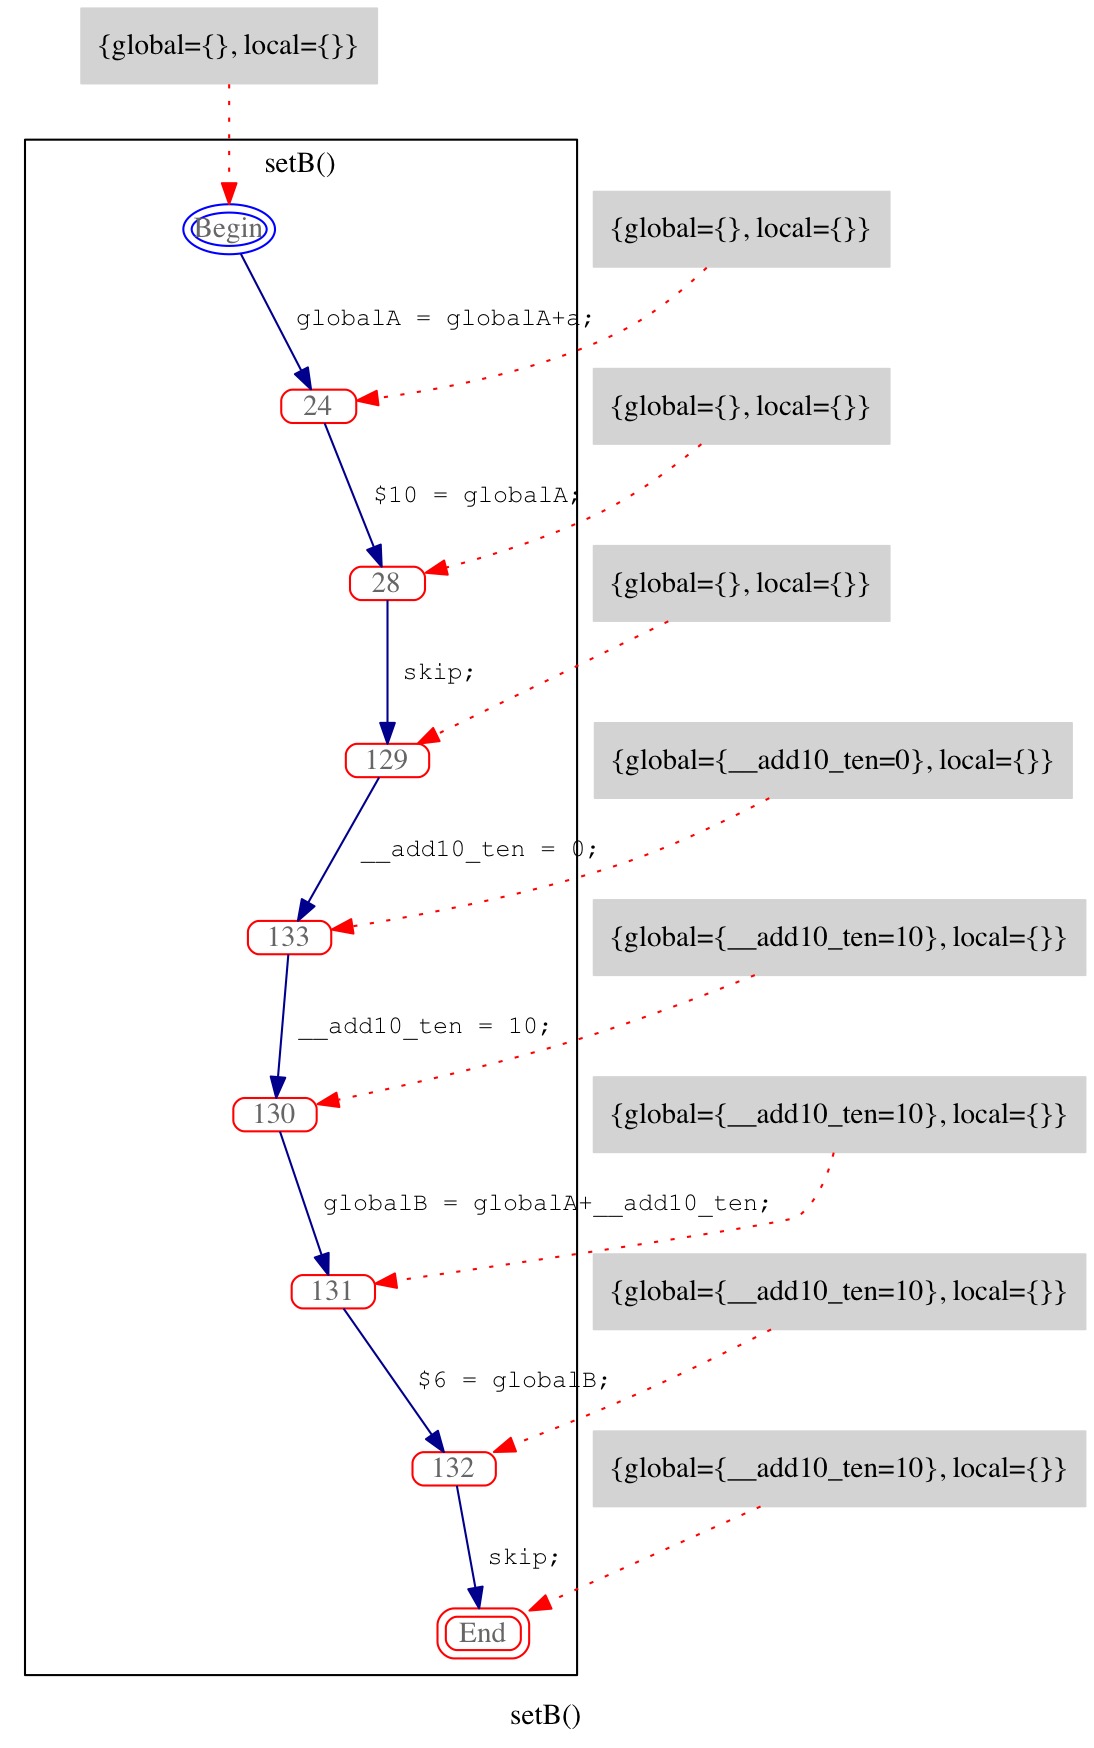 {global={}, local={}}
setB()
Begin
{global={}, local={}}
globalA = globalA+a;
24
{global={}, local={}}
$10 = globalA;
28
{global={}, local={}}
skip;
129
{global={__add10_ten=0}, local={}}
__add10_ten = 0;
133
{global={__add10_ten=10}, local={}}
__add10_ten = 10;
130
{global={__add10_ten=10}, local={}}
globalB = globalA+__add10_ten;
131
{global={__add10_ten=10}, local={}}
$6 = globalB;
132
{global={__add10_ten=10}, local={}}
skip;
End
setB()